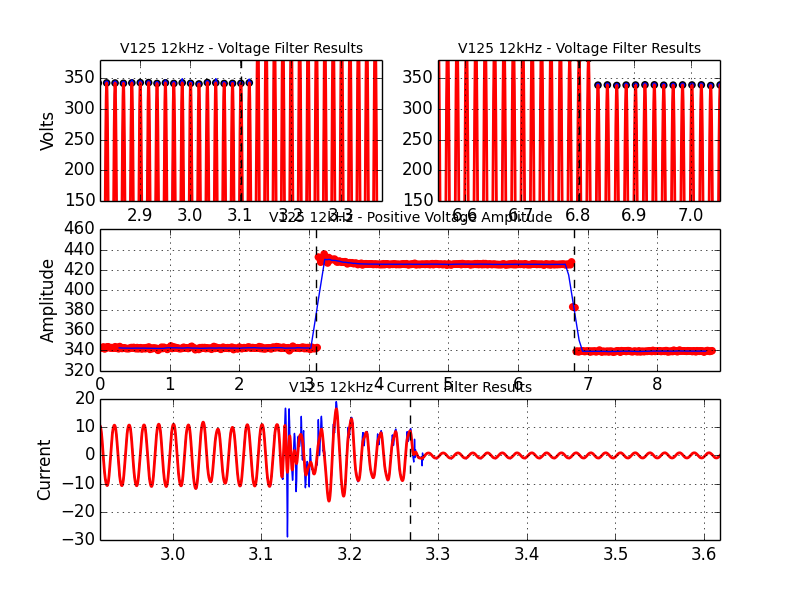 V125 12kHz - Voltage Filter Results
V125 12kHz - Voltage Filter Results
Volts
350
300
250
200
150
2.9 3.0 3.1 3.2 3.3
350
300
250
200
150
6.6 6.7 6.8 6.9 7.0
V125 12kHz - Positive Voltage Amplitude
Amplitude
460
440
420
400
380
360
340
320
0 1 2 3 4 5 6 7 8
V125 12kHz - Current Filter Results
Current
20
10
0
−10
−20
−30
3.0 3.1 3.2 3.3 3.4 3.5 3.6